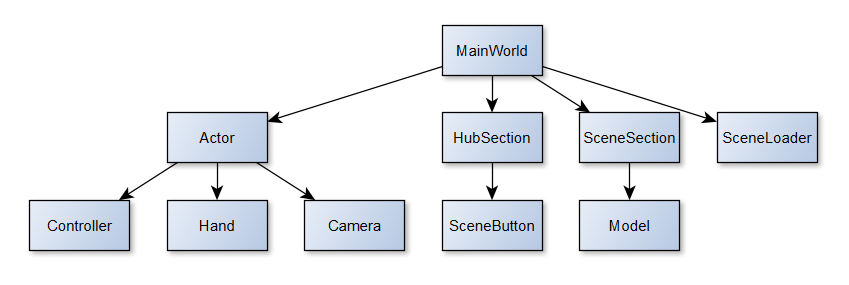 MainWorld
Actor
HubSection
SceneSection
SceneLoader
Controller
Hand
Camera
SceneButton
Model